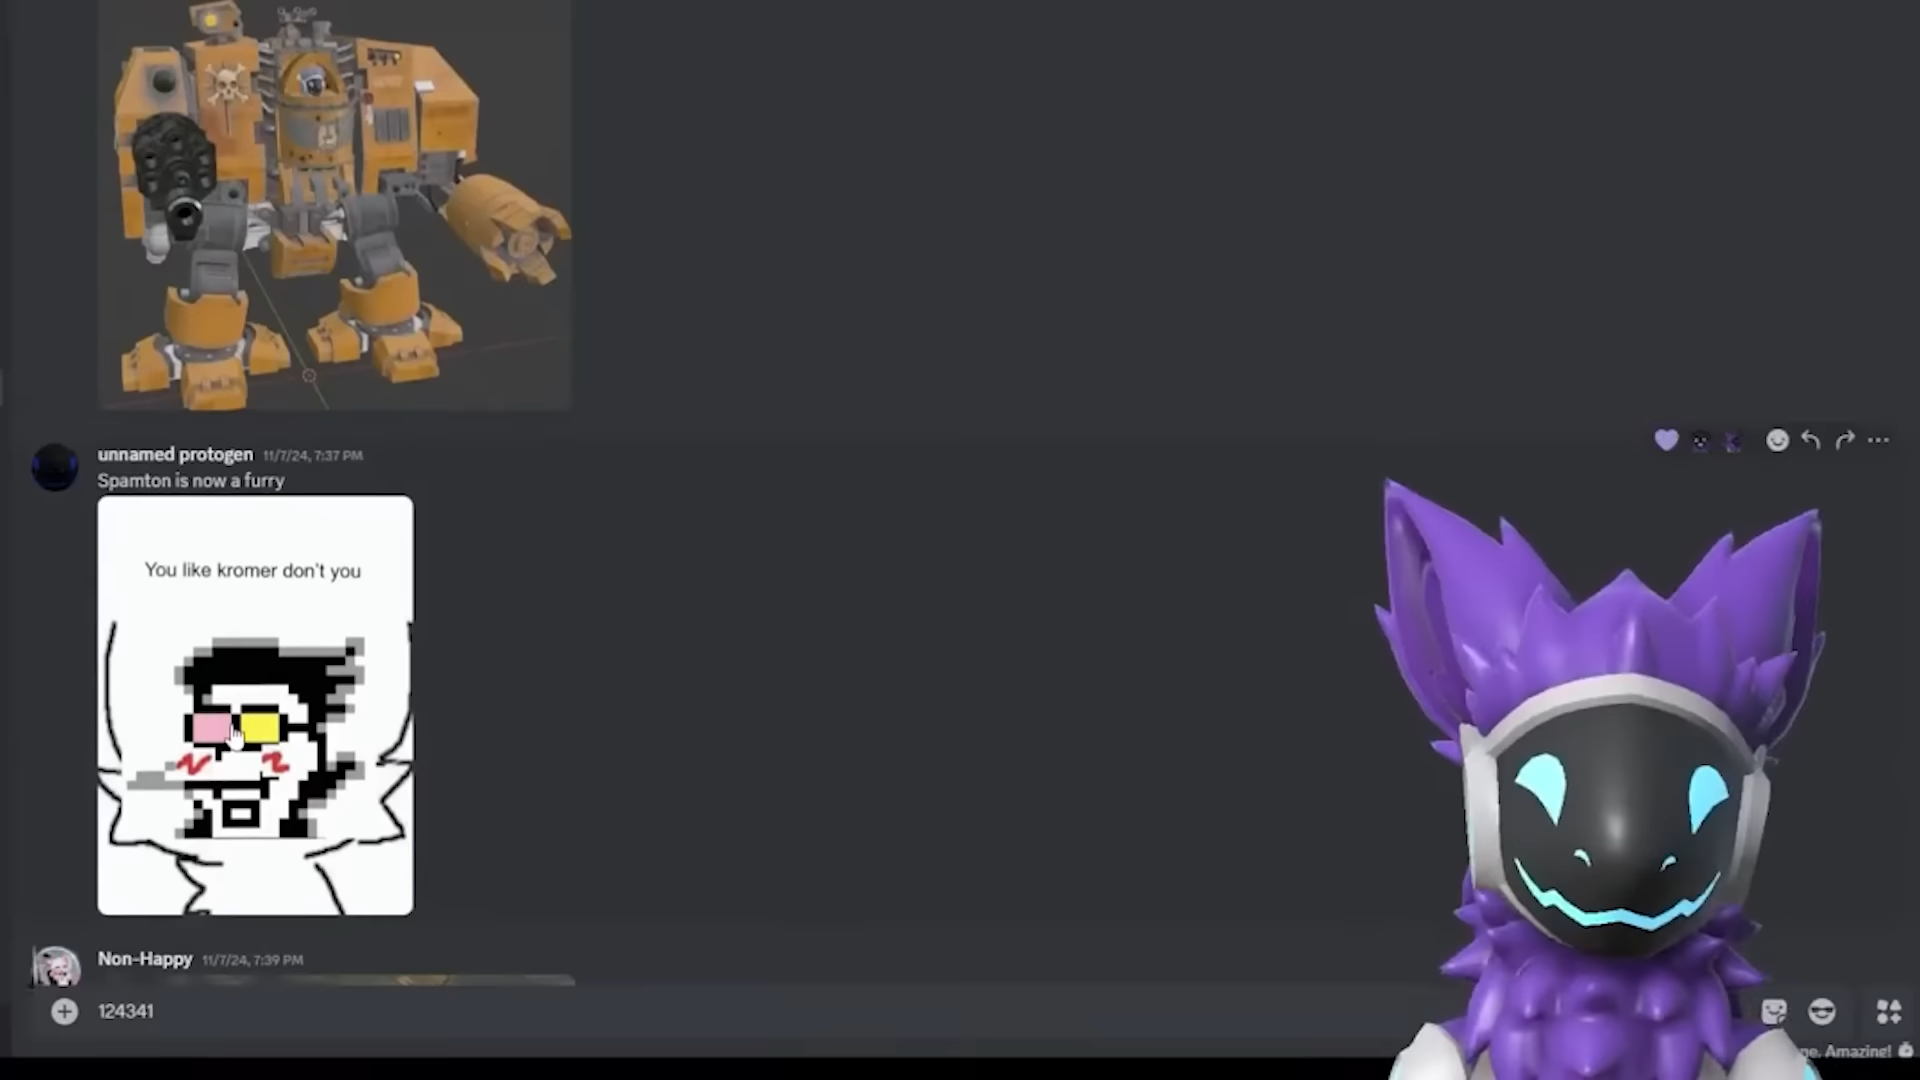 unnamed protogen 11/7/24, 7:37 PM
Spamton is now a furry
You like kromer don't you
Non-Happy 11/7/24, 7:39 PM
124341
Amazing!